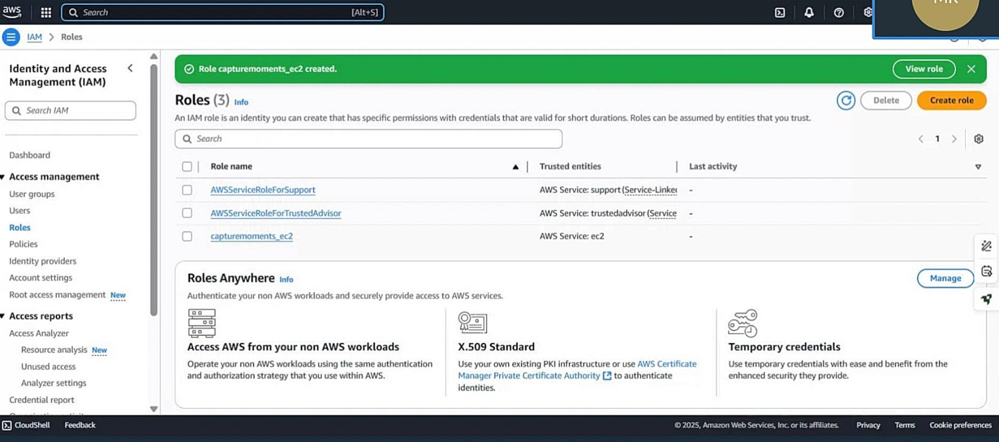 aws
Search
[Alt+S]
IAM > Roles
Identity and Access
Management (IAM)
Search IAM
Dashboard
Access management
User groups
Users
Roles
Policies
Identity providers
Account settings
Root access management New
Access reports
Access Analyzer
Resource analysis New
Unused access
Analyzer settings
Credential report
Role capturemoments_ec2 created.
View role
Roles (3) Info
Delete
Create role
An IAM role is an identity you can create that has specific permissions with credentials that are valid for short durations. Roles can be assumed by entities that you trust.
Search
1
Role name
Trusted entities
Last activity
AWSServiceRoleForSupport
AWS Service: support (Service-Linked
-
AWSServiceRoleForTrustedAdvisor
AWS Service: trustedadvisor (Service
-
capturemoments_ec2
AWS Service: ec2
-
Roles Anywhere Info
Manage
Authenticate your non AWS workloads and securely provide access to AWS services.
Access AWS from your non AWS workloads
Operate your non AWS workloads using the same authentication
and authorization strategy that you use within AWS.
X.509 Standard
Use your own existing PKI infrastructure or use AWS Certificate
Manager Private Certificate Authority to authenticate
identities.
Temporary credentials
Use temporary credentials with ease and benefit from the
enhanced security they provide.
CloudShell
Feedback
© 2025, Amazon Web Services, Inc. or its affiliates.
Privacy
Terms
Cookie preferences